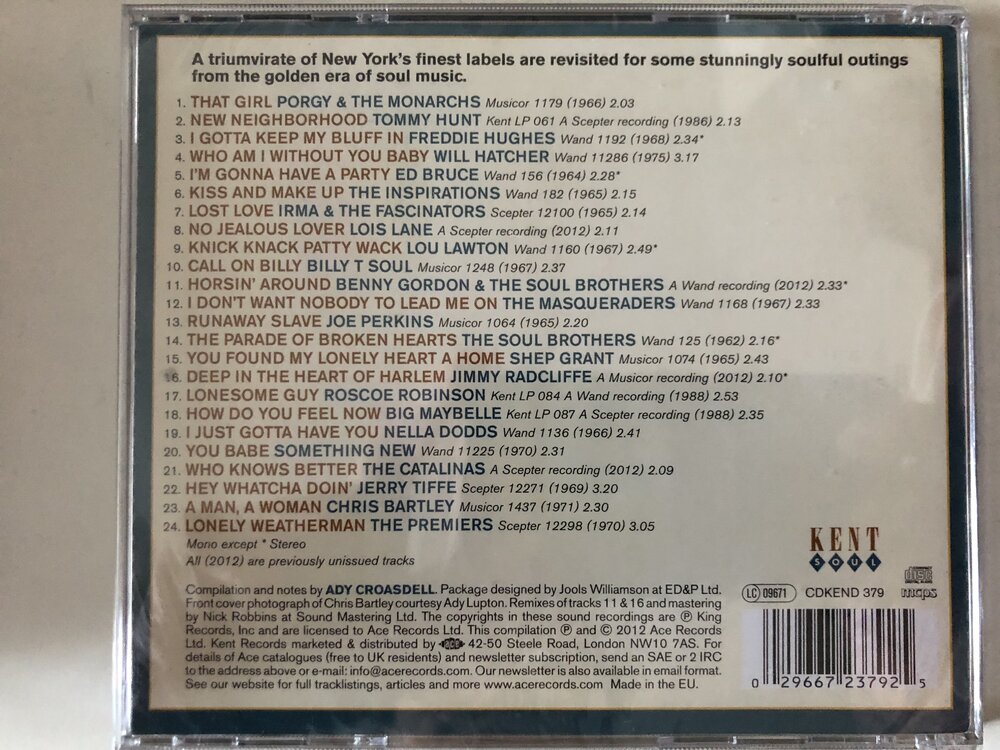 A triumvirate of New York's finest labels are revisited for some stunningly soulful outings
from the golden era of soul music.
1. THAT GIRL PORGY & THE MONARCHS Musicor 1179 (1966) 2.03
2. NEW NEIGHBORHOOD TOMMY HUNT Kent LP 061 A Scepter recording (1986) 2.13
3. I GOTTA KEEP MY BLUFF IN FREDDIE HUGHES Wand 1192 (1968) 2.34*
4. WHO AM I WITHOUT YOU BABY WILL HATCHER Wand 11286 (1975) 3.17
5. I'M GONNA HAVE A PARTY ED BRUCE Wand 156 (1964) 2.28*
6. KISS AND MAKE UP THE INSPIRATIONS Wand 182 (1965) 2.15
7. LOST LOVE IRMA & THE FASCINATORS Scepter 12100 (1965) 2.14
8. NO JEALOUS LOVER LOIS LANE A Scepter recording (2012) 2.11
9. KNICK KNACK PATTY WACK LOU LAWTON Wand 1160 (1967) 2.49*
10. CALL ON BILLY BILLY T SOUL Musicor 1248 (1967) 2.37
11. HORSIN' AROUND BENNY GORDON & THE SOUL BROTHERS A Wand recording (2012) 2.33*
12. I DON'T WANT NOBODY TO LEAD ME ON THE MASQUERADERS Wand 1168 (1967) 2.33
13. RUNAWAY SLAVE JOE PERKINS Musicor 1064 (1965) 2.20
14. THE PARADE OF BROKEN HEARTS THE SOUL BROTHERS Wand 125 (1962) 2.16*
15. YOU FOUND MY LONELY HEART A HOME SHEP GRANT Musicor 1074 (1965) 2.43
16. DEEP IN THE HEART OF HARLEM JIMMY RADCLIFFE A Musicor recording (2012) 2.10*
17. LONESOME GUY ROSCOE ROBINSON Kent LP 084 A Wand recording (1988) 2.53
18. HOW DO YOU FEEL NOW BIG MAYBELLE Kent LP 087 A Scepter recording (1988) 2.35
19. I JUST GOTTA HAVE YOU NELLA DODDS Wand 1136 (1966) 2.41
20. YOU BABE SOMETHING NEW Wand 11225 (1970) 2.31
21. WHO KNOWS BETTER THE CATALINAS A Scepter recording (2012) 2.09
22. HEY WHATCHA DOIN' JERRY TIFFE Scepter 12271 (1969) 3.20
23. A MAN, A WOMAN CHRIS BARTLEY Musicor 1437 (1971) 2.30
24. LONELY WEATHERMAN THE PREMIERS Scepter 12298 (1970) 3.05
Mono except * Stereo
All (2012) are previously unissued tracks
KENT
SOUL
Compilation and notes by ADY CROASDELL. Package designed by Jools Williamson at ED&P Ltd.
Front cover photograph of Chris Bartley courtesy Ady Lupton. Remixes of tracks 11 & 16 and mastering
by Nick Robbins at Sound Mastering Ltd. The copyrights in these sound recordings are ℗ King
Records, Inc and are licensed to Ace Records Ltd. This compilation ℗ and © 2012 Ace Records
Ltd. Kent Records marketed & distributed by ACE 42-50 Steele Road, London NW10 7AS. For
details of Ace catalogues (free to UK residents) and newsletter subscription, send an SAE or 2 IRC
to the address above or e-mail: info@acerecords.com. Our newsletter is also available in email format.
See our website for full tracklistings, articles and more www.acerecords.com Made in the EU.
LC 09671 CDKEND 379
disc
mcps
0 29667 23792 5